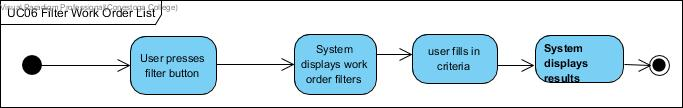 Visual Paradigm Professional(Conestoga College)
UC06 Filter Work Order List
User presses
filter button
System
displays work
order filters
user fills in
criteria
System
displays
results